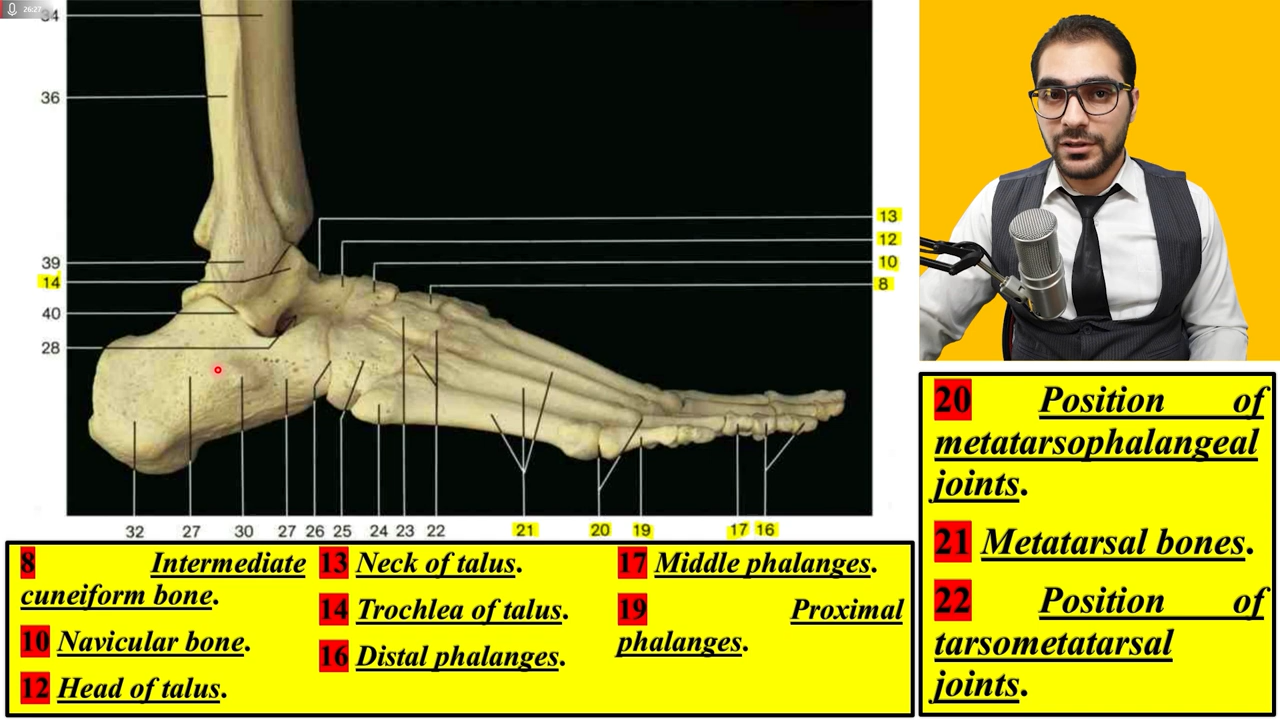 26:27
34
36
39
14
40
28
13
12
10
8
32 27 30 27 26 25 24 23 22 21 20 19 17 16
8 Intermediate
cuneiform bone.
10 Navicular bone.
12 Head of talus.
13 Neck of talus.
14 Trochlea of talus.
16 Distal phalanges.
17 Middle phalanges.
19 Proximal
phalanges.
20 Position of
metatarsophalangeal
joints.
21 Metatarsal bones.
22 Position of
tarsometatarsal
joints.